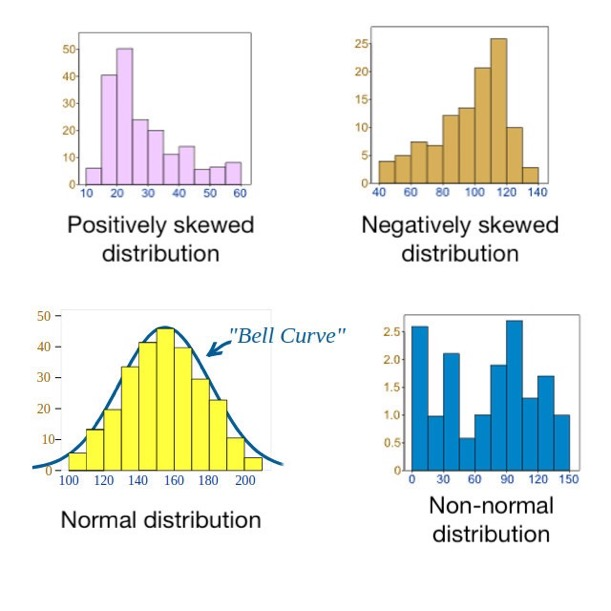 50
40
30
20
10
0
10 20 30 40 50 60
Positively skewed
distribution
25
20
15
10
5
0
40 60 80 100 120 140
Negatively skewed
distribution
50
40
30
20
10
0
100 120 140 160 180 200
"Bell Curve"
Normal distribution
2.5
2.0
1.5
1.0
0.5
0
0 30 60 90 120 150
Non-normal
distribution